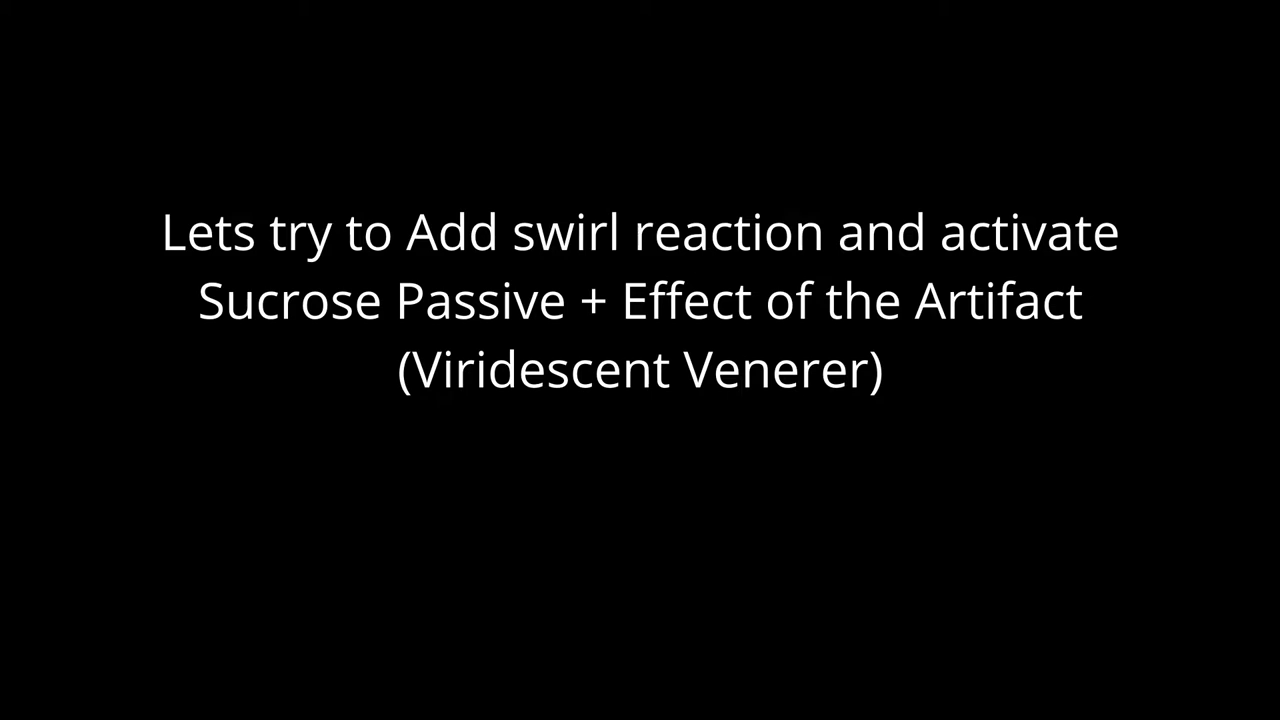 Lets try to Add swirl reaction and activate
Sucrose Passive + Effect of the Artifact
(Viridescent Venerer)